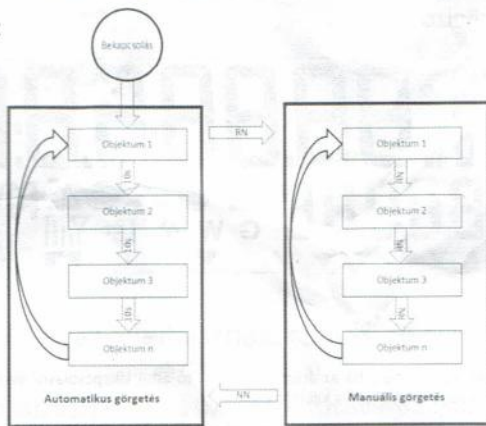 Bekapcsolás
Objektum 1
RN
Objektum 1
Objektum 2
Objektum 2
Objektum 3
Objektum 3
Objektum n
Objektum n
NN
Automatikus görgetés
Manuális görgetés